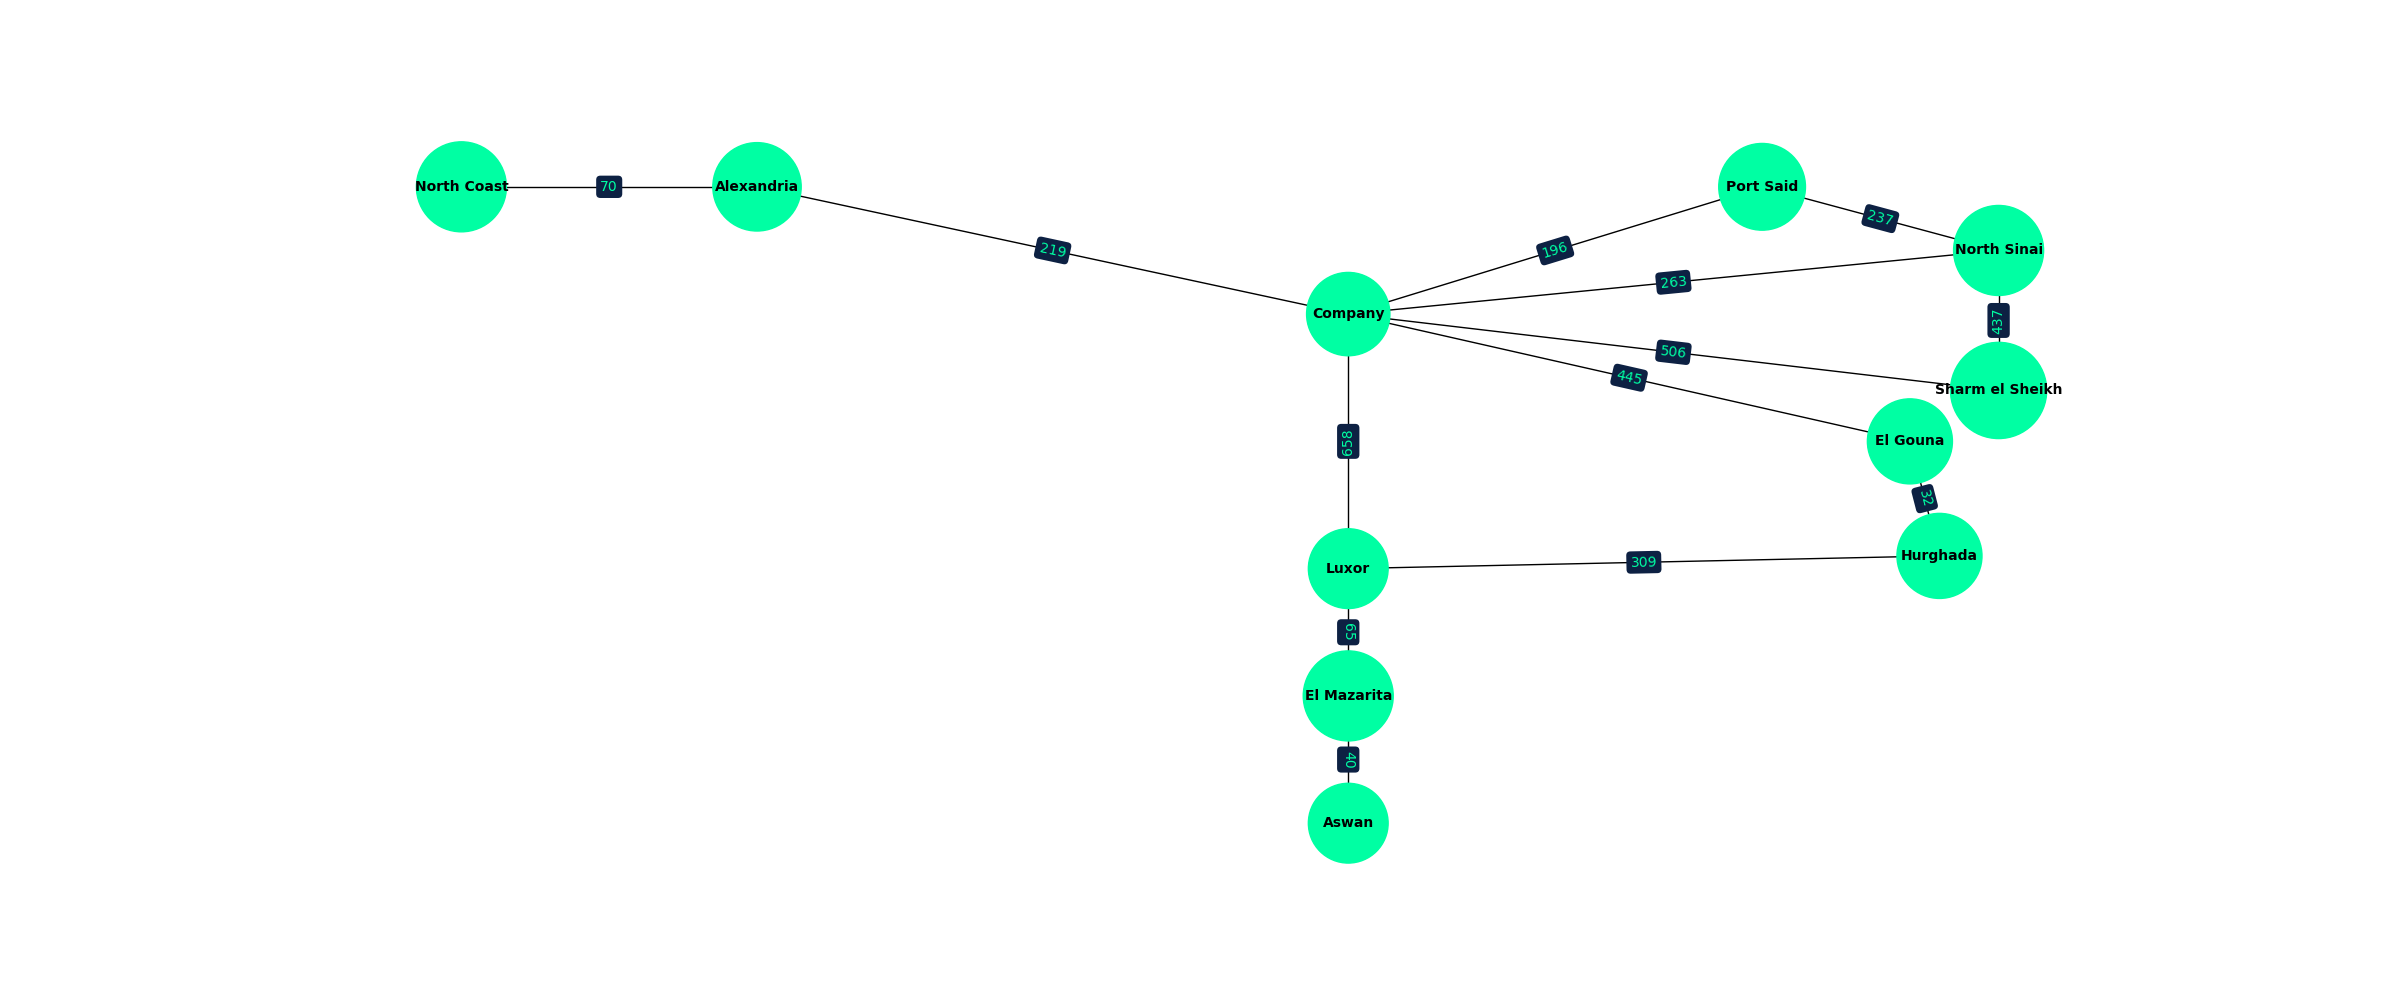 North Coast
70
Alexandria
219
Company
196
Port Said
237
North Sinai
263
437
506
Sharm el Sheikh
445
El Gouna
32
Hurghada
658
309
Luxor
65
El Mazarita
40
Aswan